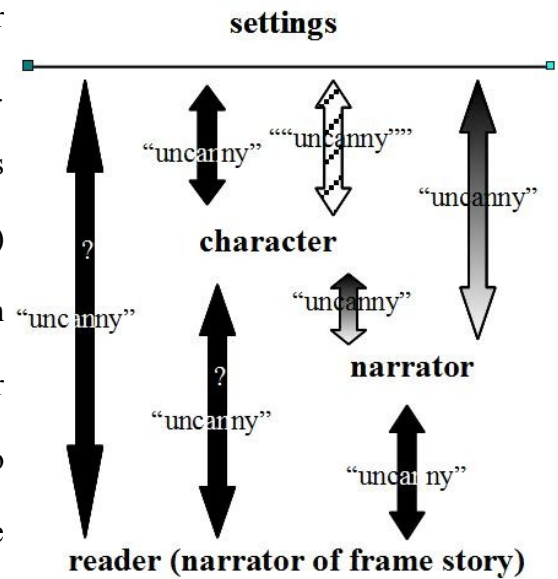 settings
“uncanny”
““uncanny””
“uncanny”
character
?
“uncanny”
“uncanny”
narrator
?
“uncanny”
“uncanny”
reader (narrator of frame story)